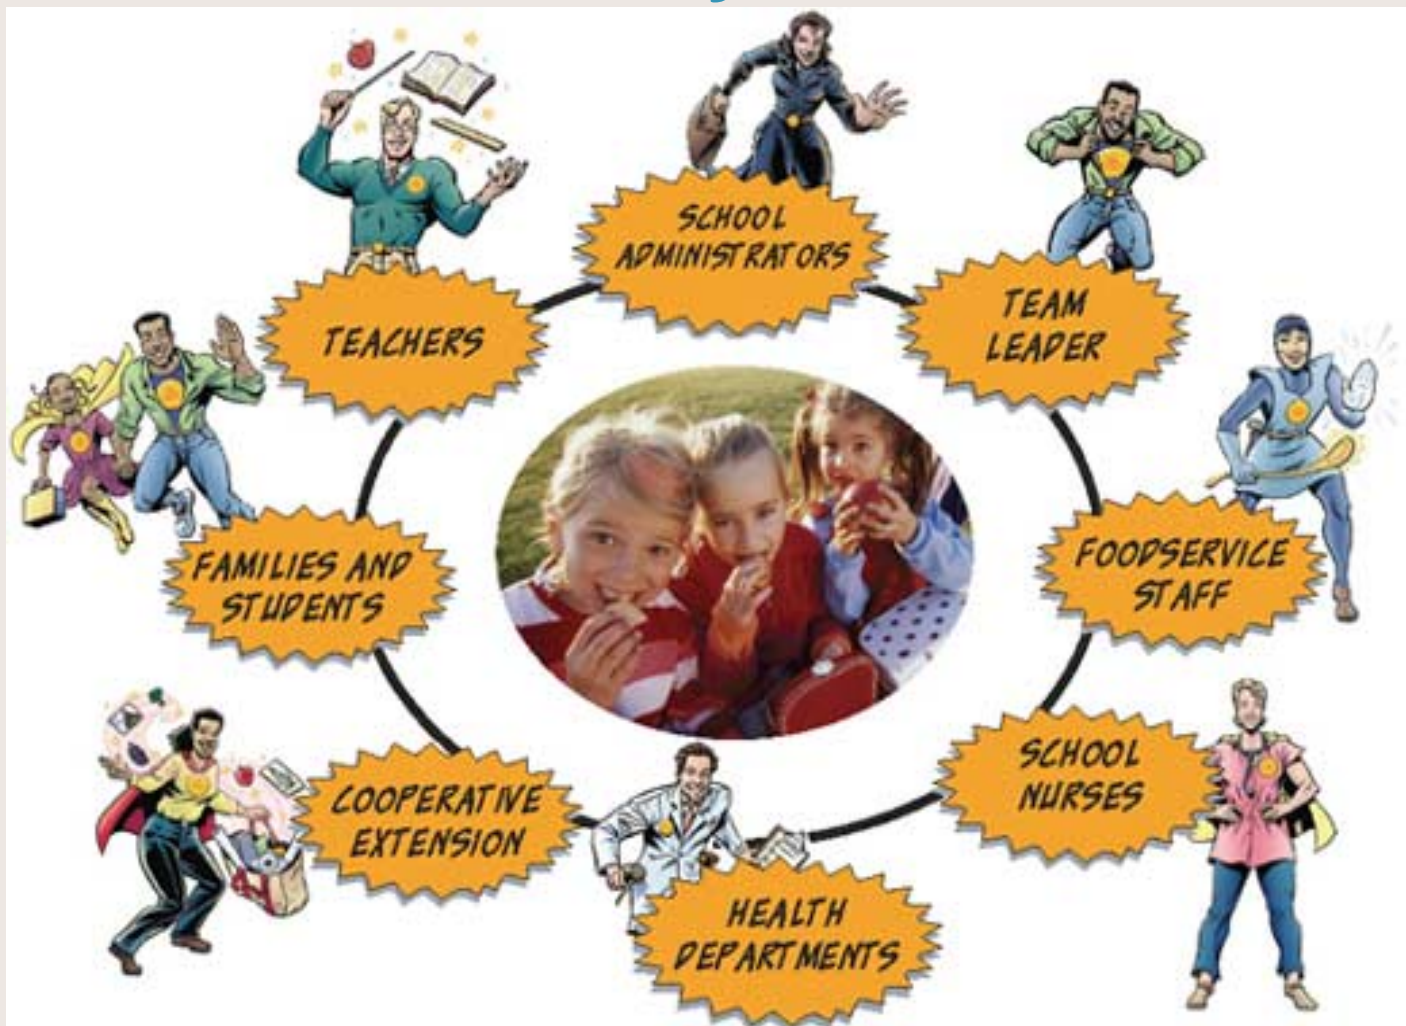 SCHOOL
ADMINISTRATORS
TEAM
LEADER
TEACHERS
FOODSERVICE
STAFF
FAMILIES AND
STUDENTS
SCHOOL
NURSES
COOPERATIVE
EXTENSION
HEALTH
DEPARTMENTS